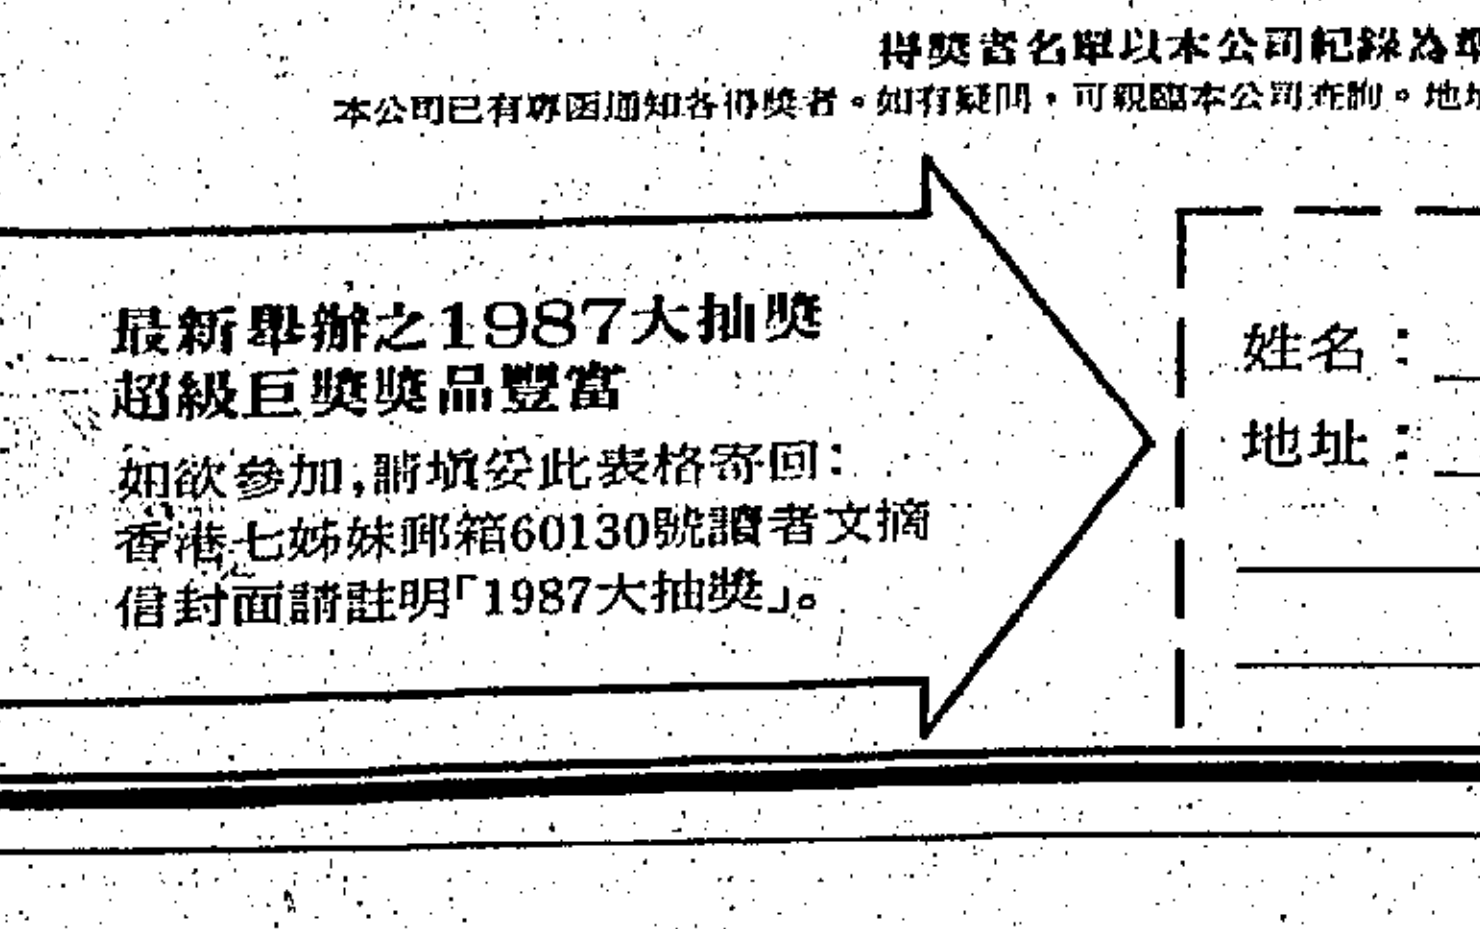 得獎者名單以本公司紀錄為準
本公司已有專函通知各得獎者。如有疑問，可親臨本公司查詢。地址
最新舉辦之1987大抽獎
超級巨獎獎品豐富
如欲參加,請填妥此表格寄回：
香港七姊妹郵箱60130號讀者文摘
信封面請註明「1987大抽獎」。
姓名：
地址：